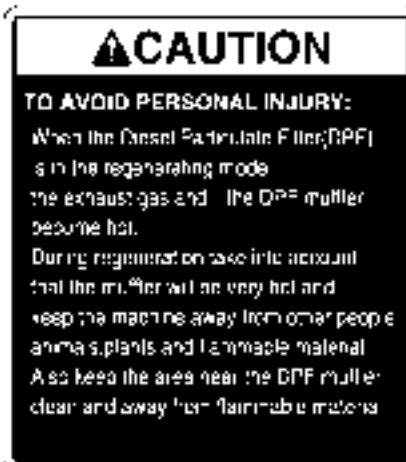 ⚠CAUTION
TO AVOID PERSONAL INJURY:
When the Diesel Particulate Filter(DPF)
is in the regenerating mode
the exhaust gas and the DPF muffler
become hot.
During regeneration take into account
that the muffler will be very hot and
keep the machine away from other people
animals,plants and flammable material
Also keep the area near the DPF muffler
clean and away from flammable material